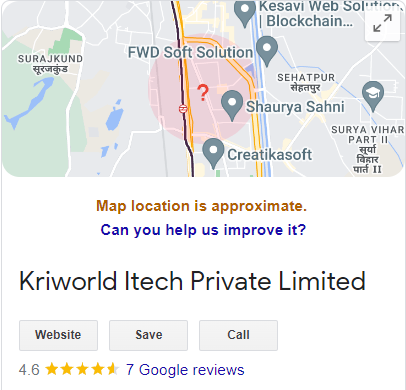 Kesavi Web Solution
| Blockchain...
FWD Soft Solution
SURAJKUND
सूरजकुंड
?
SEHATPUR
सेहतपुर
Shaurya Sahni
SURYA VIHAR
PART II
सूर्या
विहार
पार्ट II
Creatikasoft
Map location is approximate.
Can you help us improve it?
Kriworld Itech Private Limited
Website Save Call
4.6 7 Google reviews